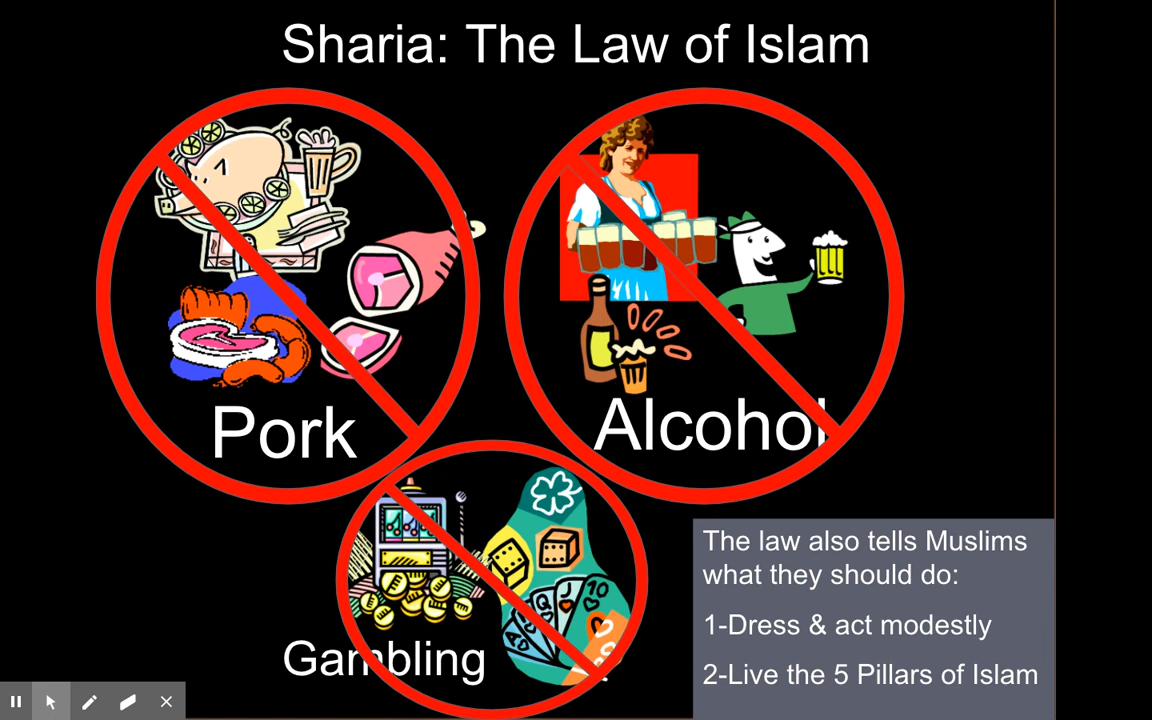 Sharia: The Law of Islam
Pork
Alcohol
Gambling
The law also tells Muslims
what they should do:
1-Dress & act modestly
2-Live the 5 Pillars of Islam